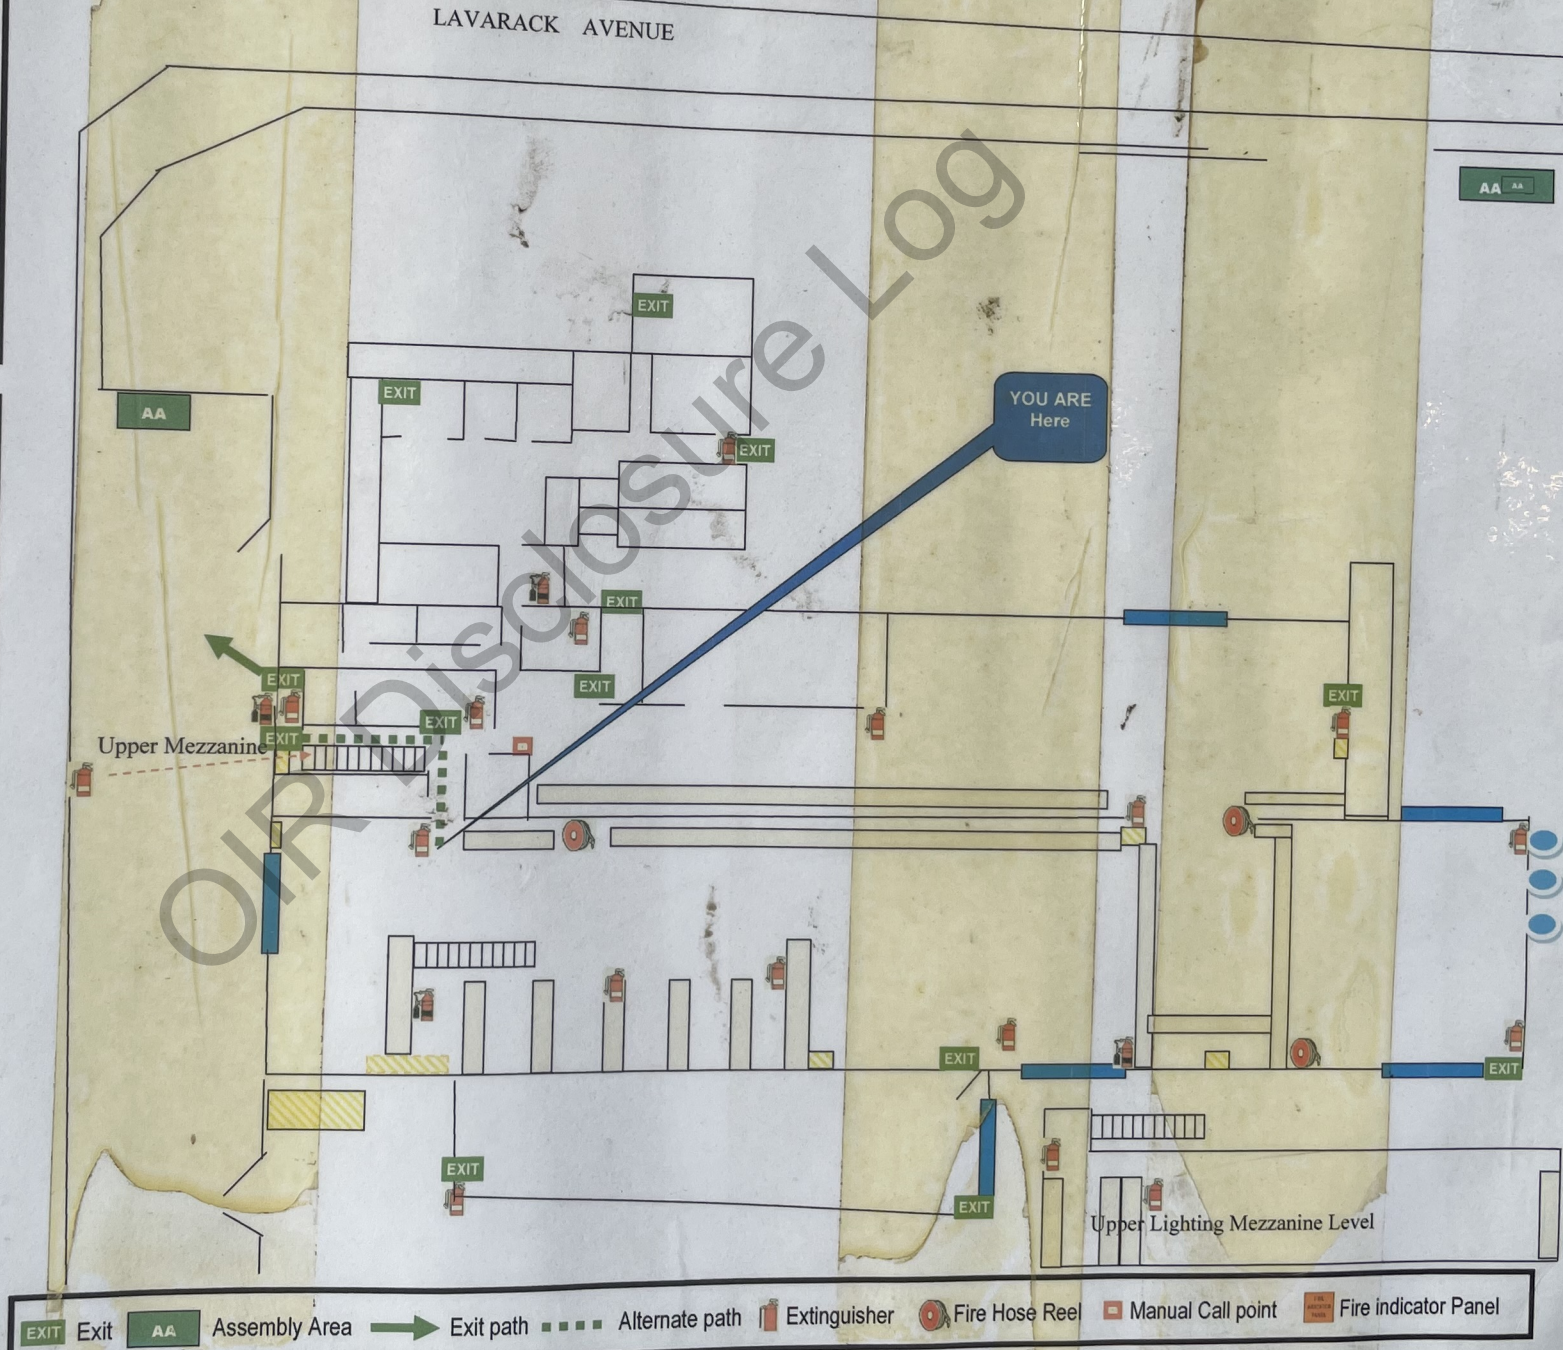 LAVARACK AVENUE
AA AA
EXIT
EXIT
YOU ARE
Here
AA
EXIT
EXIT
EXIT
EXIT
EXIT
EXIT
EXIT
Upper Mezzanine
EXIT
EXIT
EXIT
EXIT
EXIT
Upper Lighting Mezzanine Level
EXIT Exit AA Assembly Area Exit path Alternate path Extinguisher Fire Hose Reel Manual Call point Fire indicator Panel
OIR Disclosure Log